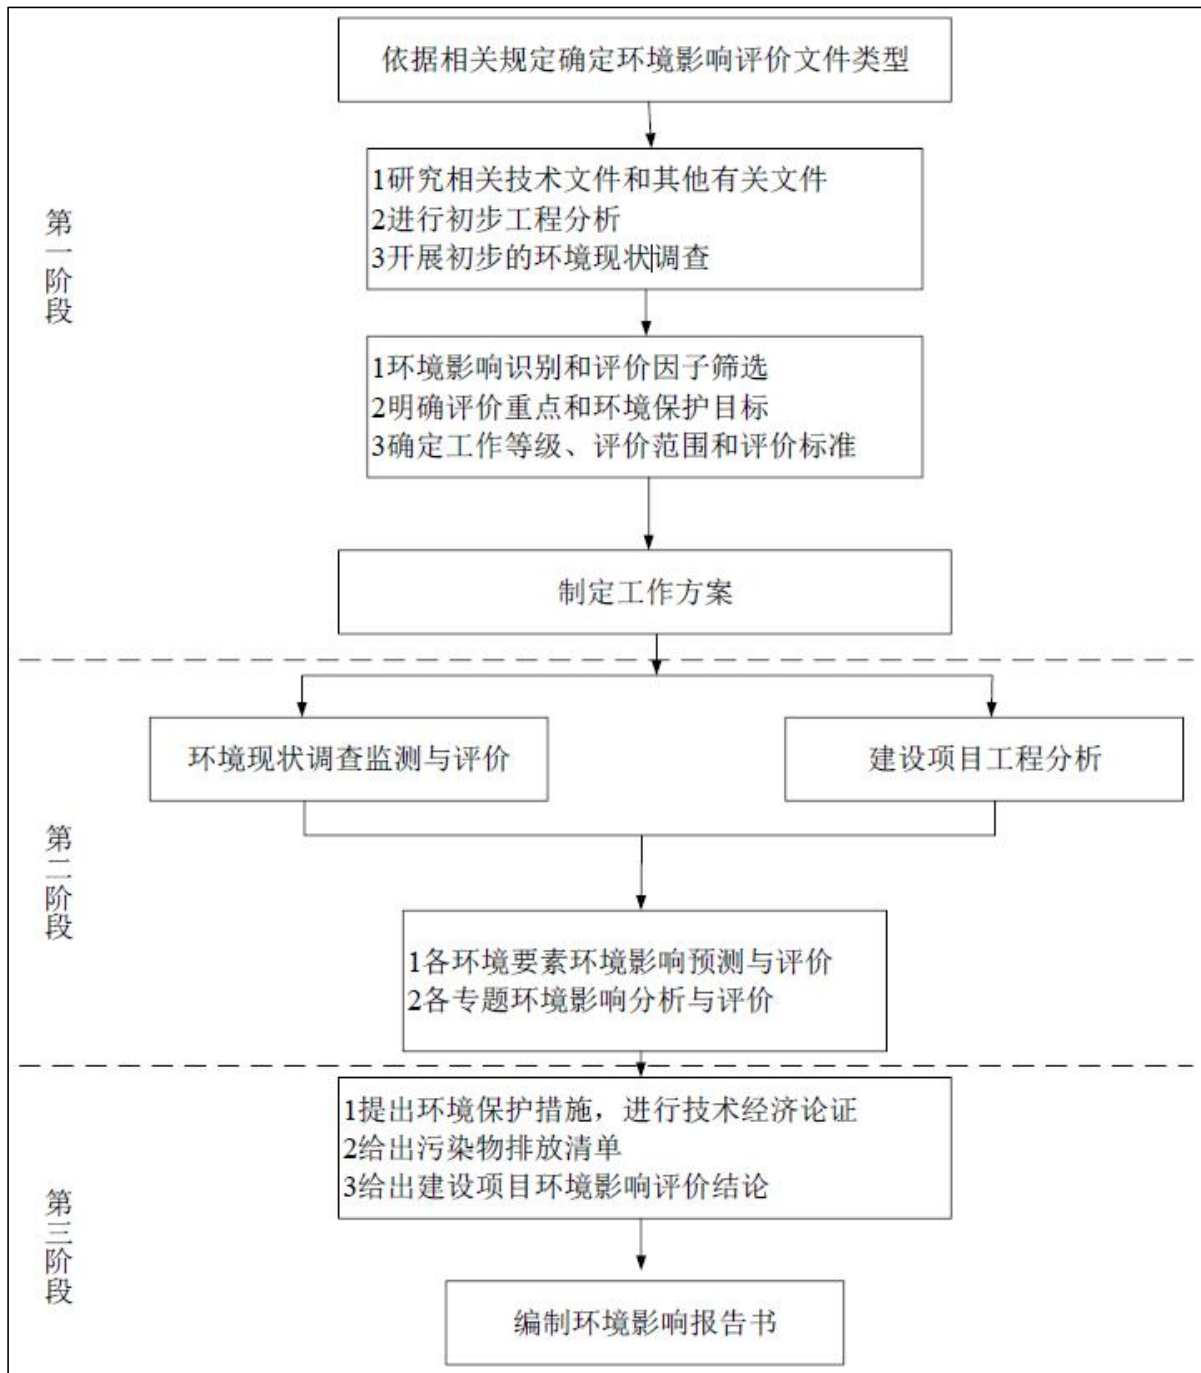 依据相关规定确定环境影响评价文件类型
第一阶段
1研究相关技术文件和其他有关文件
2进行初步工程分析
3开展初步的环境现状调查
1环境影响识别和评价因子筛选
2明确评价重点和环境保护目标
3确定工作等级、评价范围和评价标准
制定工作方案
第二阶段
环境现状调查监测与评价
建设项目工程分析
1各环境要素环境影响预测与评价
2各专题环境影响分析与评价
第三阶段
1提出环境保护措施，进行技术经济论证
2给出污染物排放清单
3给出建设项目环境影响评价结论
编制环境影响报告书